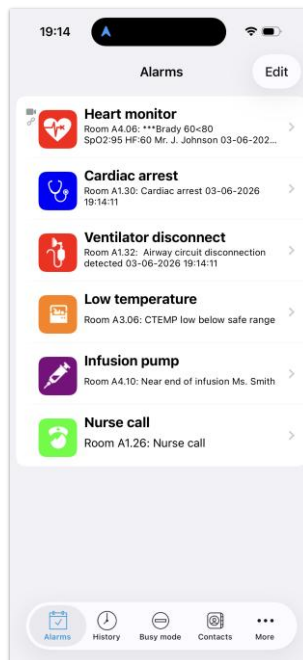 19:14
Alarms
Edit
Heart monitor
Room A4.06: ***Brady 60<80
SpO2:95 HF:60 Mr. J. Johnson 03-06-202...
Cardiac arrest
Room A1.30: Cardiac arrest 03-06-2026
19:14:11
Ventilator disconnect
Room A1.32: Airway circuit disconnection
detected 03-06-2026 19:14:11
Low temperature
Room A3.06: CTEMP low below safe range
Infusion pump
Room A4.10: Near end of infusion Ms. Smith
Nurse call
Room A1.26: Nurse call
Alarms
History
Busy mode
Contacts
More